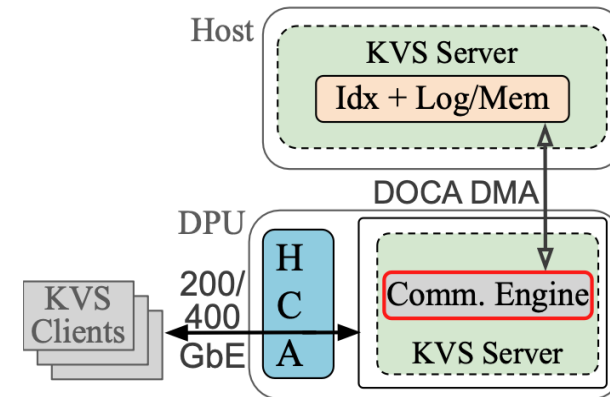 Host
KVS Server
Idx + Log/Mem
DOCA DMA
DPU
H
C
A
KVS
Clients
200/
400
GbE
Comm. Engine
KVS Server